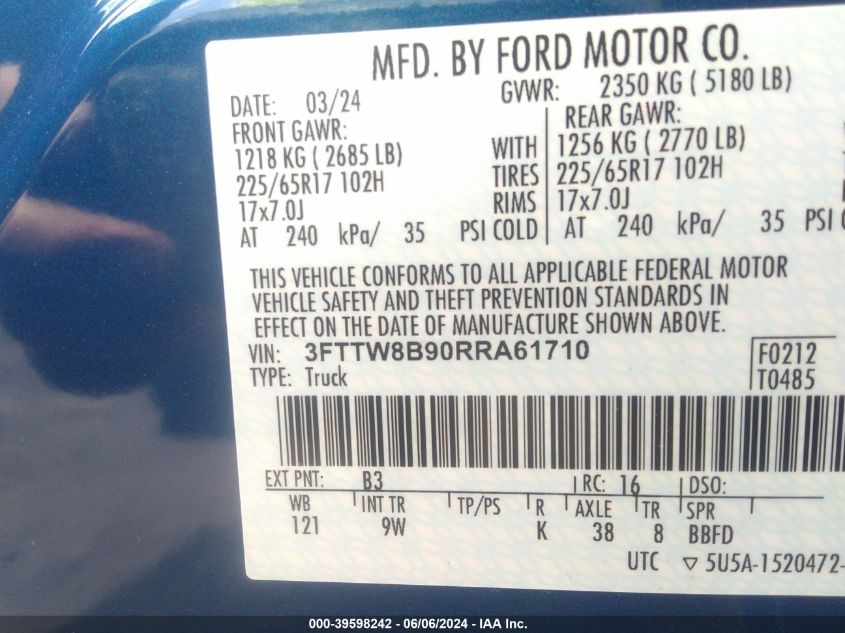 MFD. BY FORD MOTOR CO.
DATE: 03/24 GVWR: 2350 KG ( 5180 LB)
FRONT GAWR: REAR GAWR:
1218 KG ( 2685 LB) WITH 1256 KG ( 2770 LB)
225/65R17 102H TIRES 225/65R17 102H
17x7.0J RIMS 17x7.0J
AT 240 kPa/ 35 PSI COLD AT 240 kPa/ 35 PSI
THIS VEHICLE CONFORMS TO ALL APPLICABLE FEDERAL MOTOR
VEHICLE SAFETY AND THEFT PREVENTION STANDARDS IN
EFFECT ON THE DATE OF MANUFACTURE SHOWN ABOVE.
VIN: 3FTTW8B90RRA61710 F0212
TYPE: Truck T0485
EXT PNT: B3 RC: 16 DSO:
WB INT TR TP/PS R AXLE TR SPR
121 9W K 38 8 BBFD
UTC ▽ 5U5A-1520472-
000-39598242 - 06/06/2024 - IAA Inc.